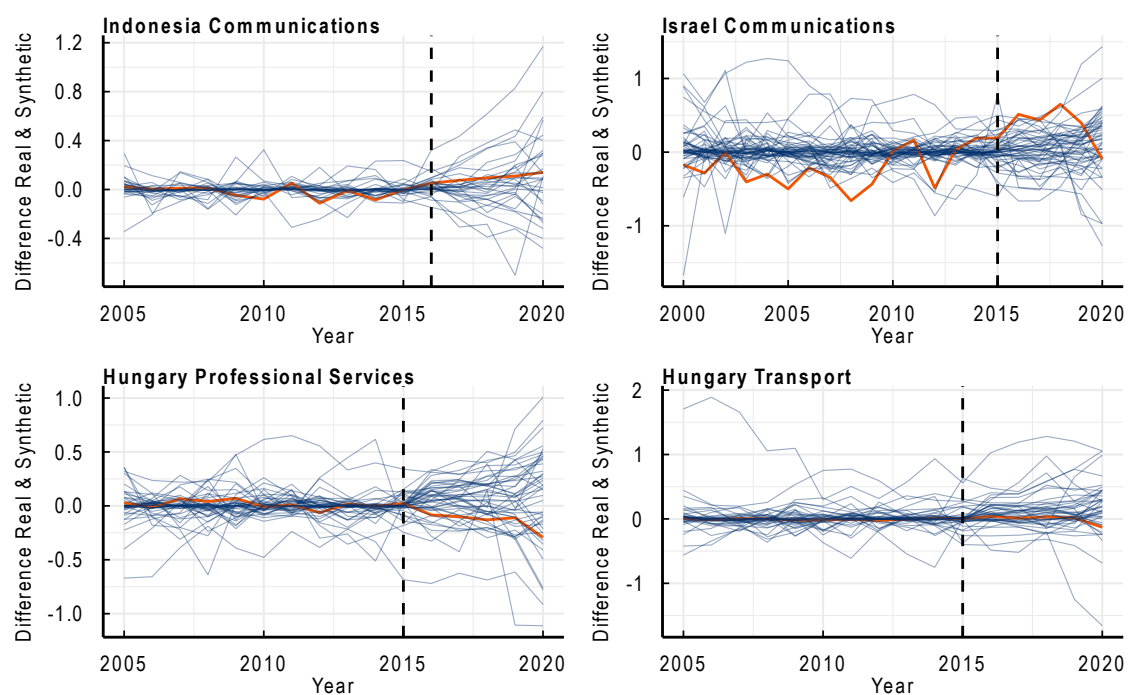 Indonesia Communications
Difference Real & Synthetic
1.2
0.8
0.4
0.0
-0.4
2005 2010 2015 2020
Year
Israel Communications
Difference Real & Synthetic
1
0
-1
2000 2005 2010 2015 2020
Year
Hungary Professional Services
Difference Real & Synthetic
1.0
0.5
0.0
-0.5
-1.0
2005 2010 2015 2020
Year
Hungary Transport
Difference Real & Synthetic
2
1
0
-1
2005 2010 2015 2020
Year